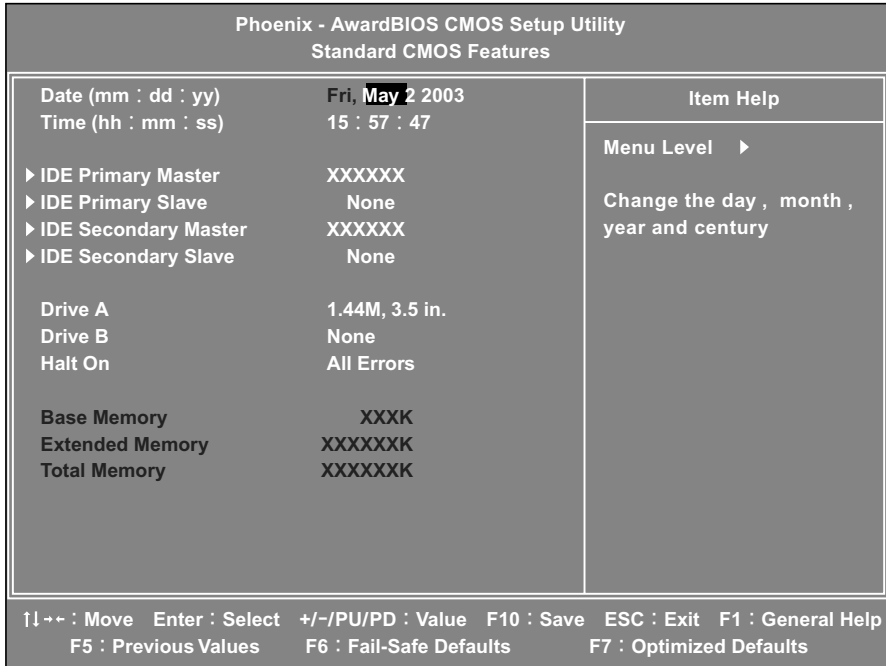 Phoenix - AwardBIOS CMOS Setup Utility
Standard CMOS Features
Date (mm : dd : yy) Fri, May 2 2003
Time (hh : mm : ss) 15 : 57 : 47
IDE Primary Master XXXXXX
IDE Primary Slave None
IDE Secondary Master XXXXXX
IDE Secondary Slave None
Drive A 1.44M, 3.5 in.
Drive B None
Halt On All Errors
Base Memory XXXK
Extended Memory XXXXXXK
Total Memory XXXXXXK
Item Help
Menu Level
Change the day , month ,
year and century
↑↓→← : Move Enter : Select +/-/PU/PD : Value F10 : Save ESC : Exit F1 : General Help
F5 : Previous Values F6 : Fail-Safe Defaults F7 : Optimized Defaults